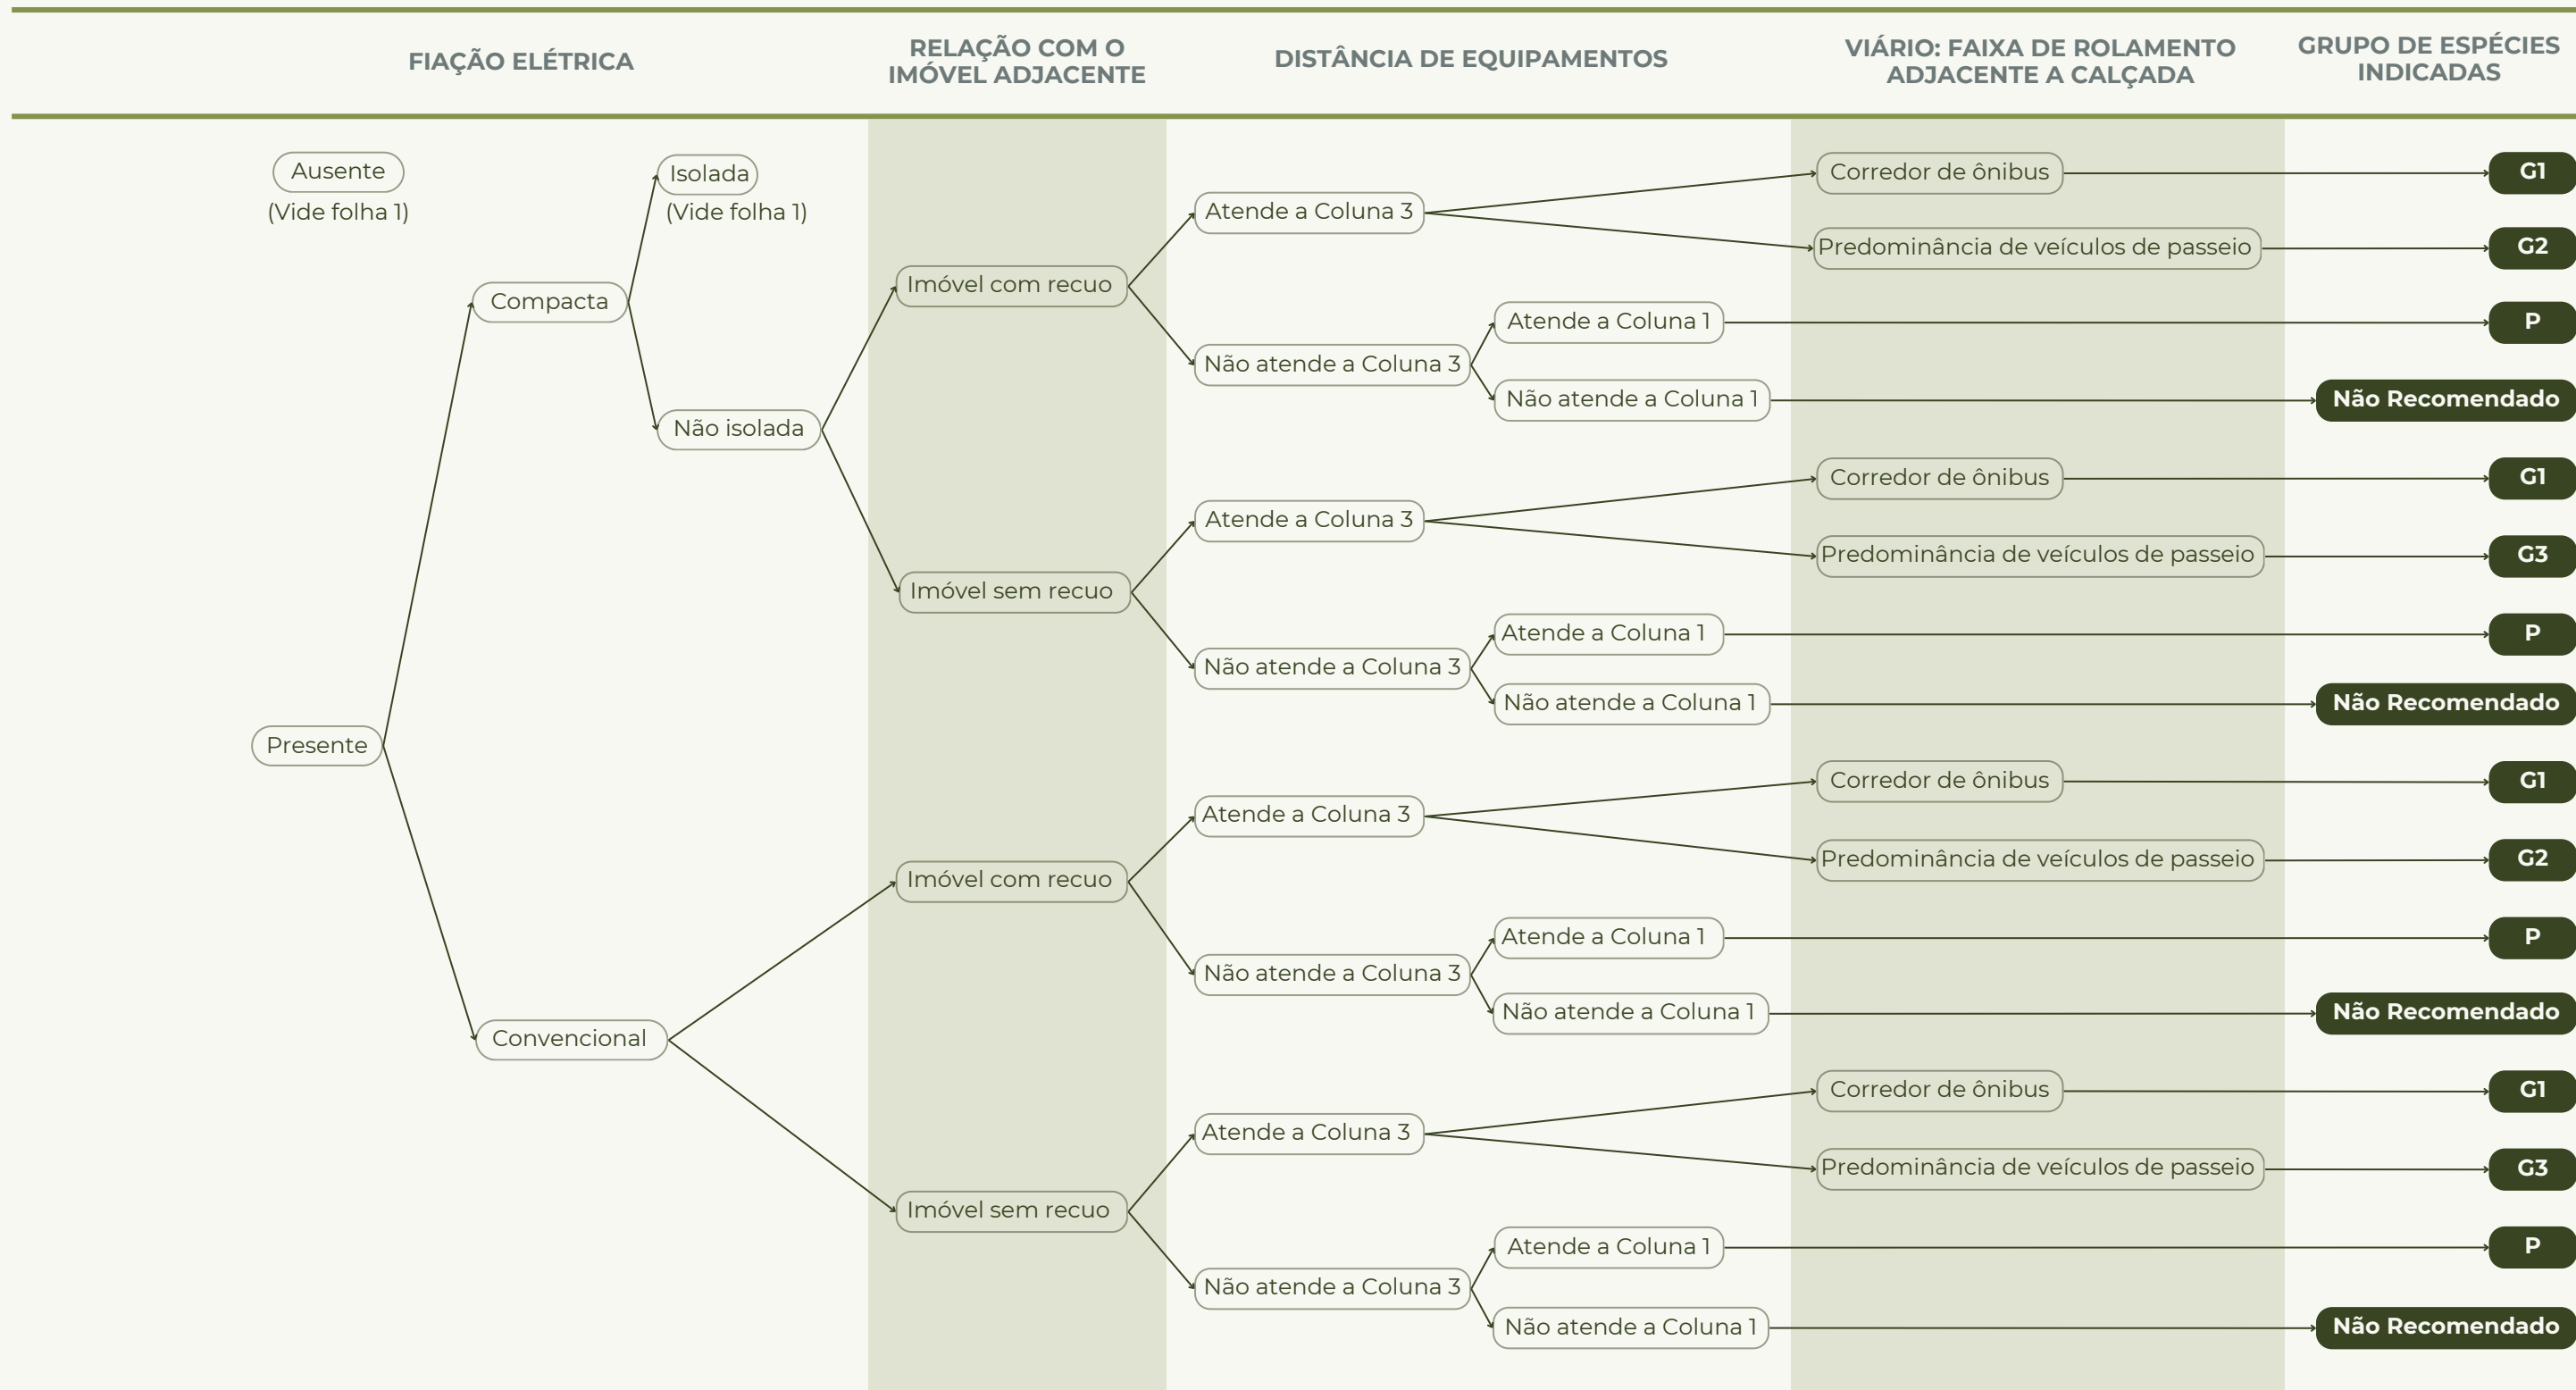 FIAÇÃO ELÉTRICA
RELAÇÃO COM O
IMÓVEL ADJACENTE
DISTÂNCIA DE EQUIPAMENTOS
VIÁRIO: FAIXA DE ROLAMENTO
ADJACENTE A CALÇADA
GRUPO DE ESPÉCIES
INDICADAS
Ausente
(Vide folha 1)
Presente
Compacta
Isolada
(Vide folha 1)
Não isolada
Imóvel com recuo
Atende a Coluna 3
Corredor de ônibus
G1
Predominância de veículos de passeio
G2
Não atende a Coluna 3
Atende a Coluna 1
P
Não atende a Coluna 1
Não Recomendado
Imóvel sem recuo
Atende a Coluna 3
Corredor de ônibus
G1
Predominância de veículos de passeio
G3
Não atende a Coluna 3
Atende a Coluna 1
P
Não atende a Coluna 1
Não Recomendado
Convencional
Imóvel com recuo
Atende a Coluna 3
Corredor de ônibus
G1
Predominância de veículos de passeio
G2
Não atende a Coluna 3
Atende a Coluna 1
P
Não atende a Coluna 1
Não Recomendado
Imóvel sem recuo
Atende a Coluna 3
Corredor de ônibus
G1
Predominância de veículos de passeio
G3
Não atende a Coluna 3
Atende a Coluna 1
P
Não atende a Coluna 1
Não Recomendado